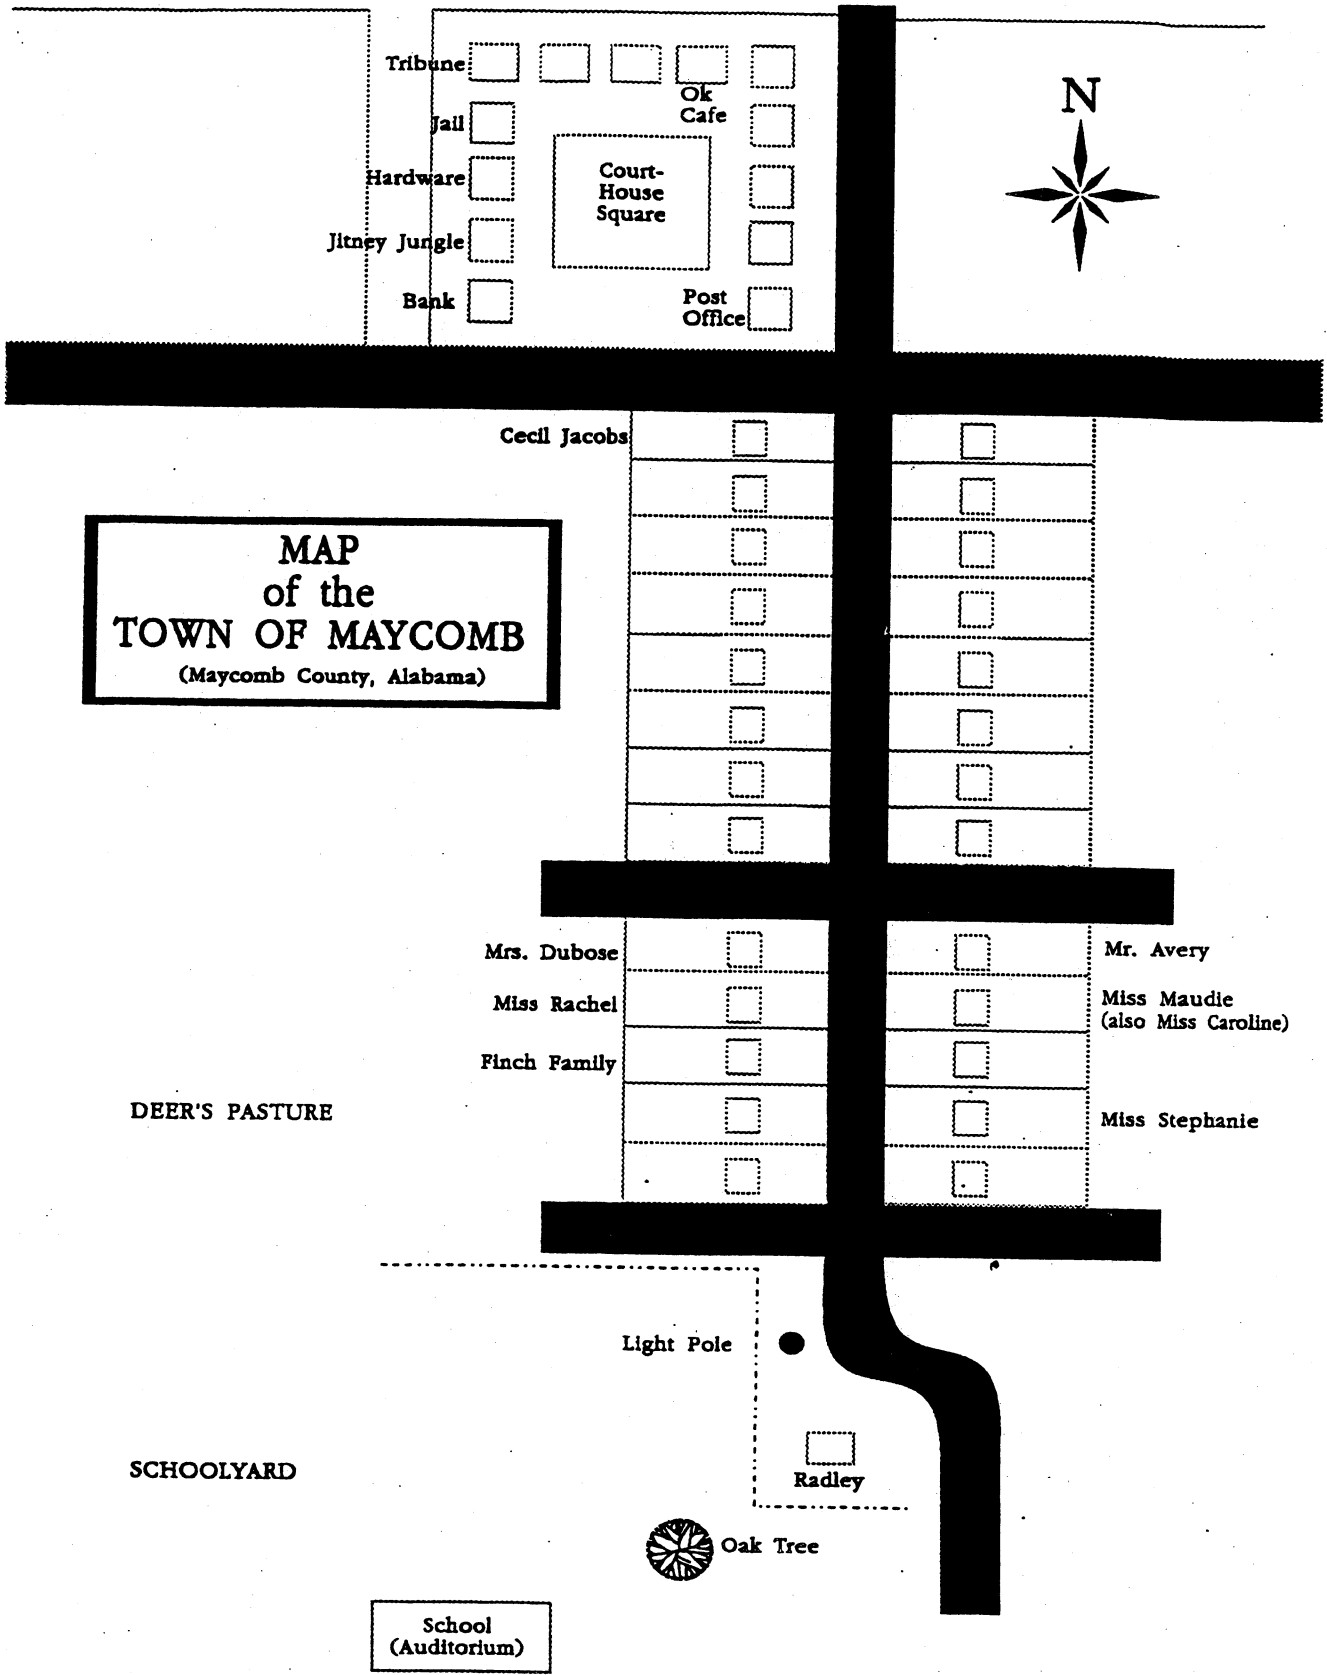 Tribune
Ok
Cafe
N
Jail
Hardware
Court-
House
Square
Jitney Jungle
Bank
Post
Office
Cecil Jacobs
MAP
of the
TOWN OF MAYCOMB
(Maycomb County, Alabama)
Mrs. Dubose
Mr. Avery
Miss Rachel
Miss Maudie
(also Miss Caroline)
Finch Family
DEER'S PASTURE
Miss Stephanie
Light Pole
SCHOOLYARD
Radley
Oak Tree
School
(Auditorium)